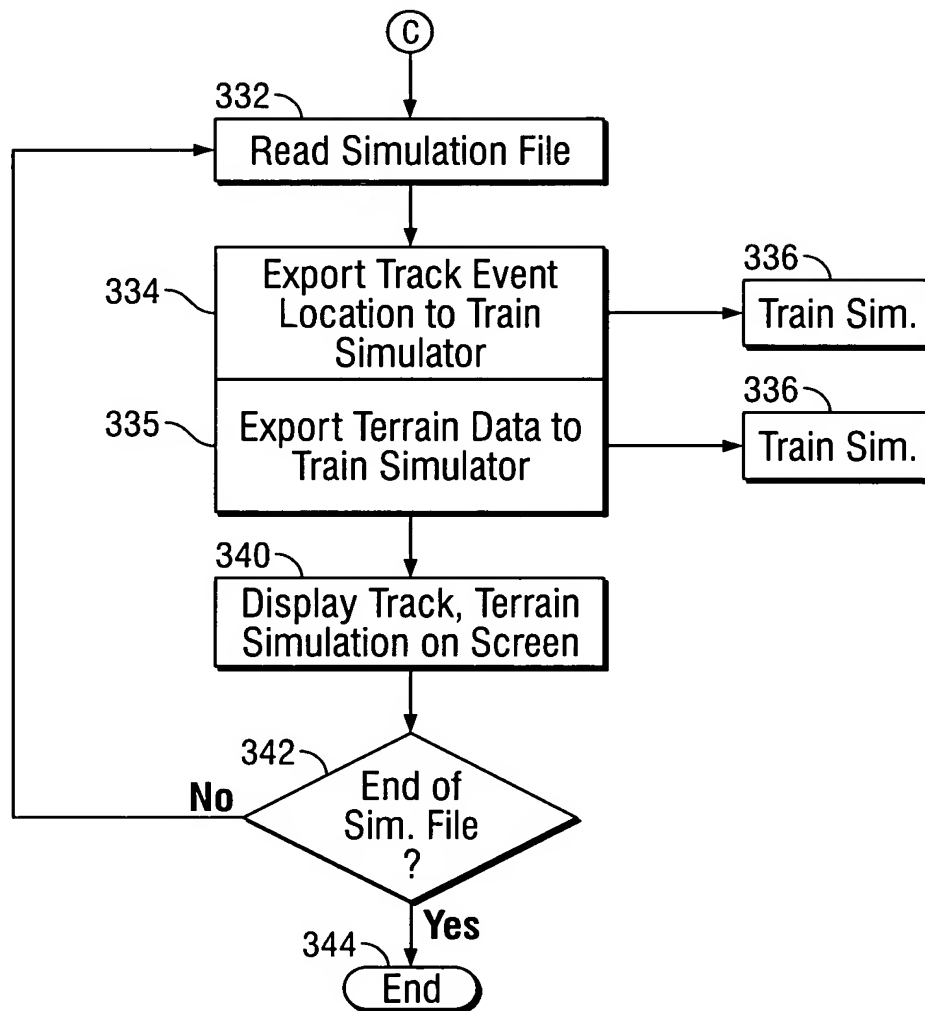 C
332
Read Simulation File
334
Export Track Event
Location to Train
Simulator
336
Train Sim.
335
Export Terrain Data to
Train Simulator
336
Train Sim.
340
Display Track, Terrain
Simulation on Screen
342
End of
Sim. File
?
No
Yes
344
End